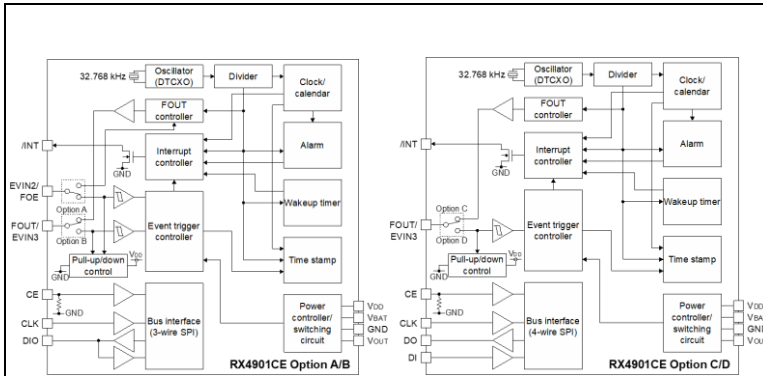 32.768 kHz
Oscillator
(DTCXO)
Divider
Clock/
calendar
FOUT
controller
/INT
GND
Interrupt
controller
Alarm
EVIN2/
FOE
Option A
Wakeup timer
FOUT/
EVIN3
Option B
Event trigger
controller
VDD
GND
Pull-up/down
control
Time stamp
CE
GND
CLK
DIO
Bus interface
(3-wire SPI)
Power
controller/
switching
circuit
VDD
VBAT
GND
VOUT
RX4901CE Option A/B
32.768 kHz
Oscillator
(DTCXO)
Divider
Clock/
calendar
FOUT
controller
/INT
GND
Interrupt
controller
Alarm
Wakeup timer
Option C
FOUT/
EVIN3
Option D
Event trigger
controller
VDD
GND
Pull-up/down
control
Time stamp
CE
GND
CLK
DO
DI
Bus interface
(4-wire SPI)
Power
controller/
switching
circuit
GND
RX4901CE Option C/D